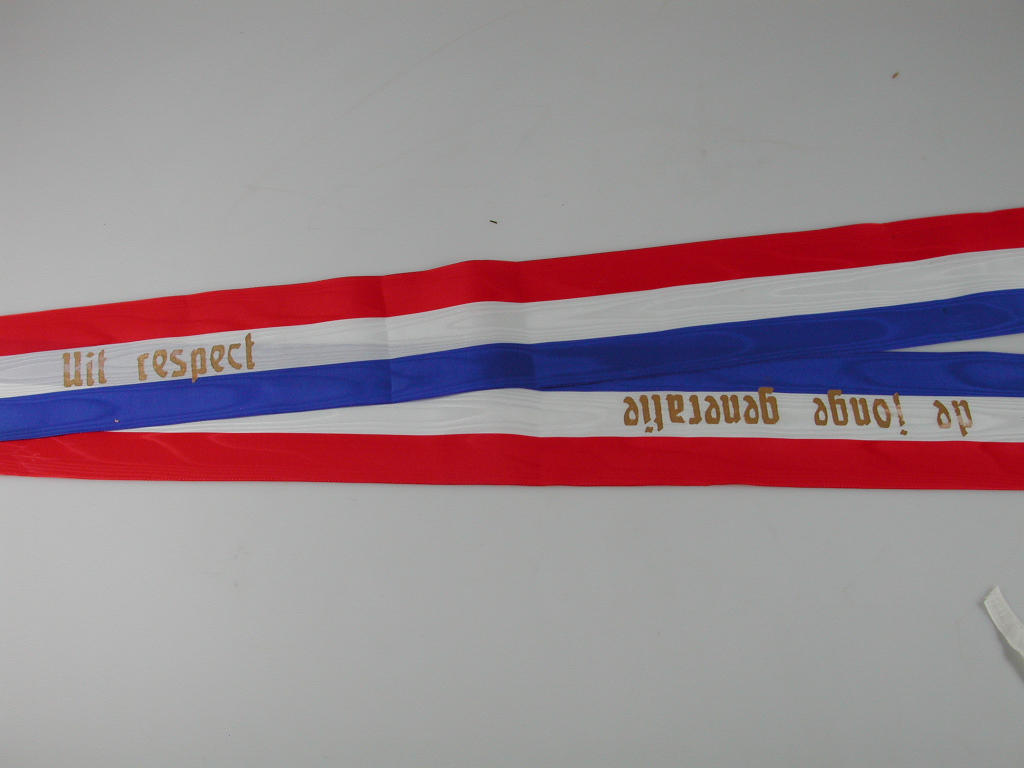 Uit respect
de jonge generatie